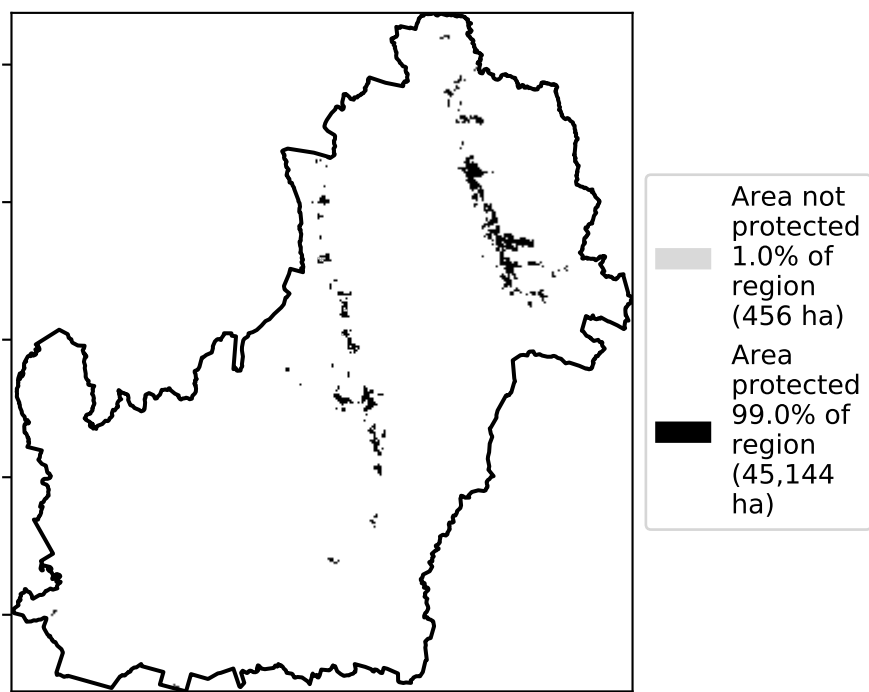 Area not
protected
1.0% of
region
(456 ha)
Area
protected
99.0% of
region
(45,144
ha)